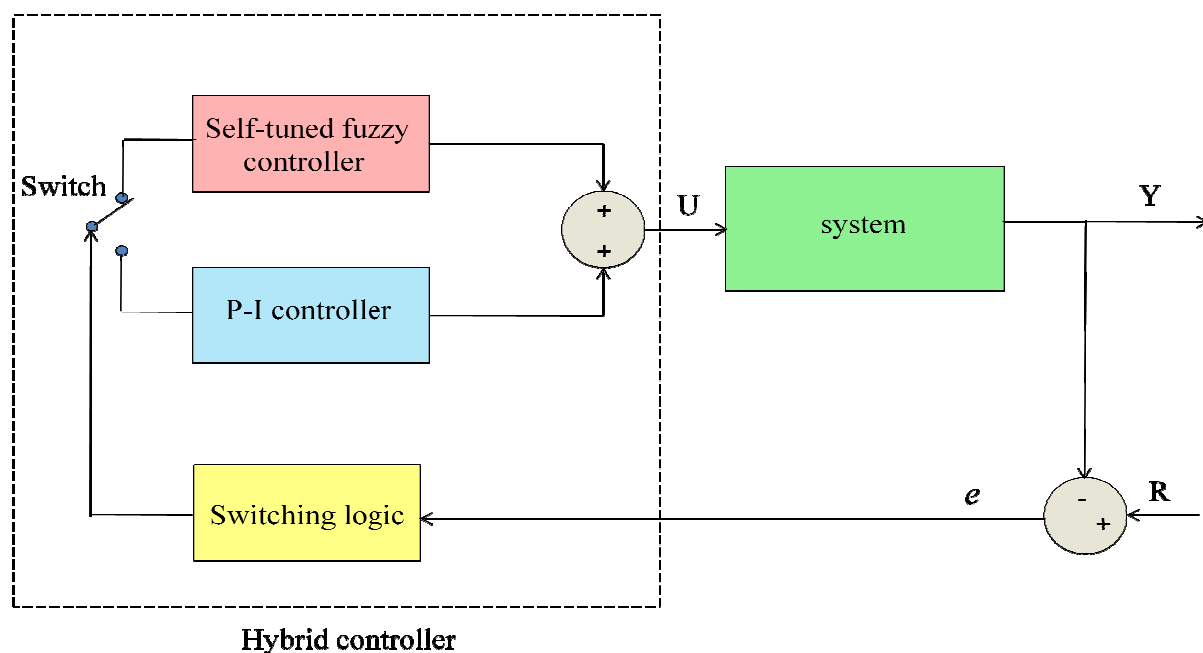 Self-tuned fuzzy
controller
Switch
+
+
U
system
Y
P-I controller
Switching logic
e
-
+
R
Hybrid controller